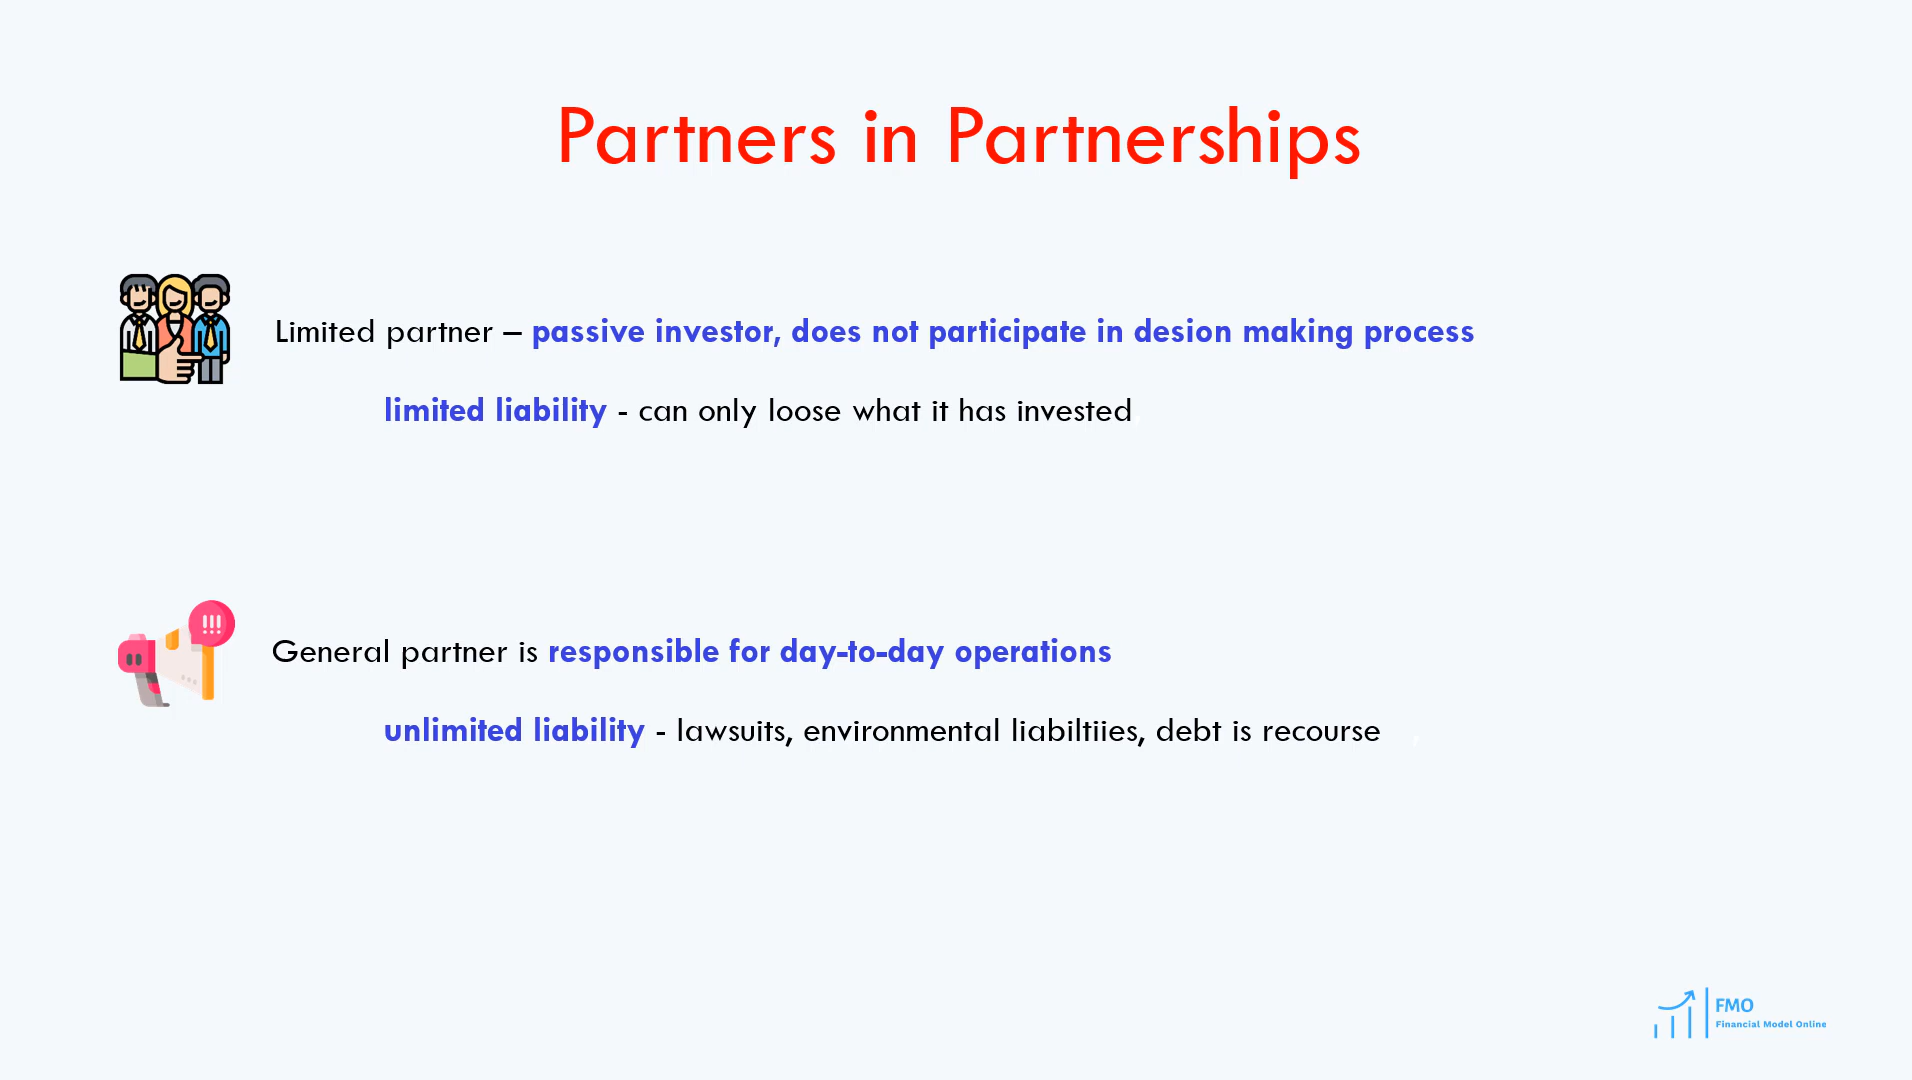 Partners in Partnerships
Limited partner – passive investor, does not participate in desion making process
limited liability - can only loose what it has invested
General partner is responsible for day-to-day operations
unlimited liability - lawsuits, environmental liabiltiies, debt is recourse
FMO
Financial Model Online